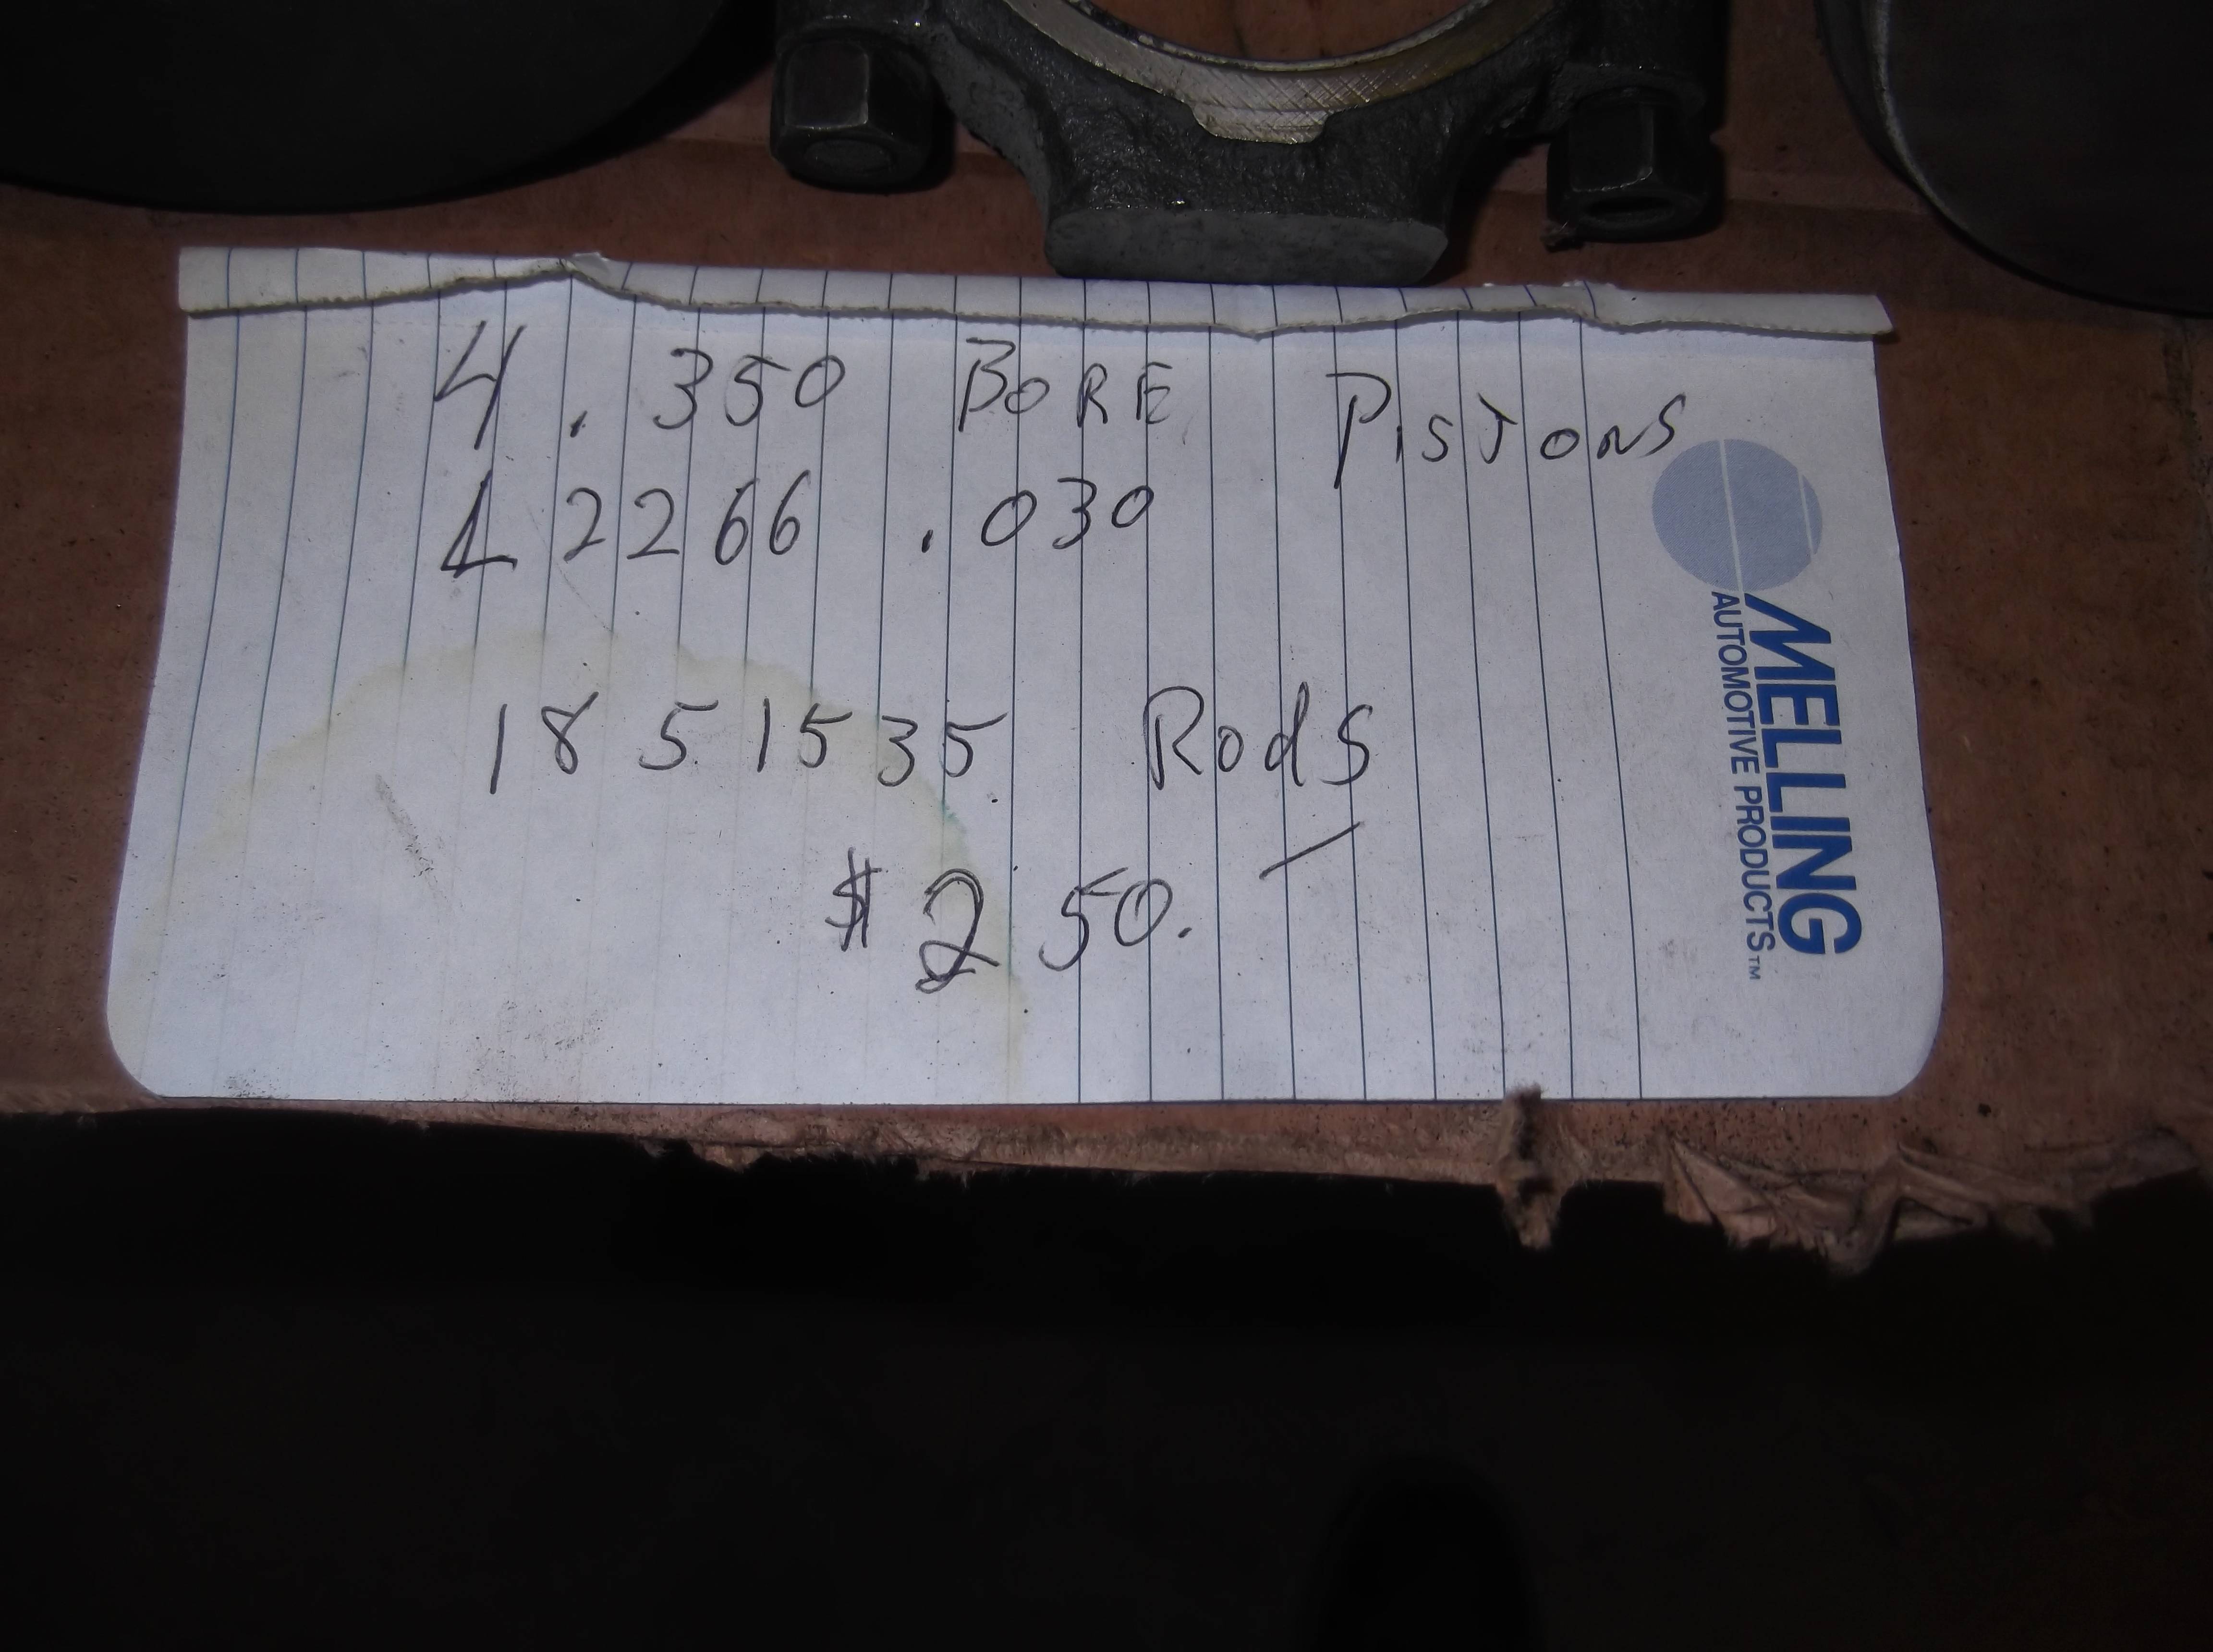 4.350 BORE PISTONS
L2266 .030
1851535 Rods
$250.
MELLING
AUTOMOTIVE PRODUCTS™